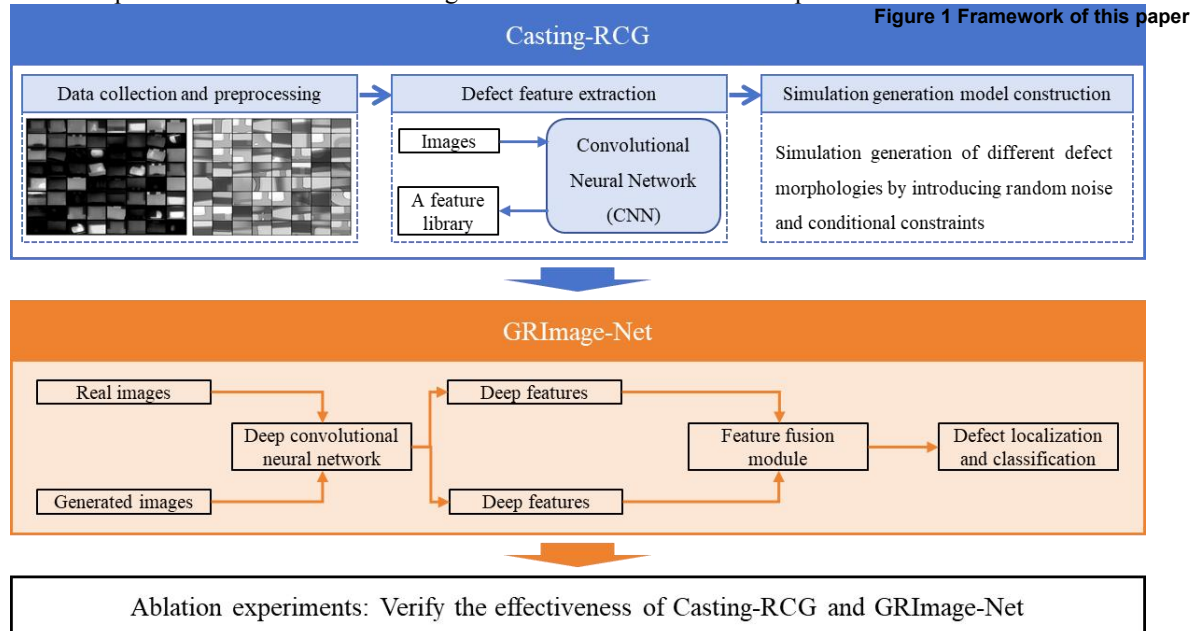 Figure 1 Framework of this paper
Casting-RCG
Data collection and preprocessing
Defect feature extraction
Simulation generation model construction
Images
A feature
library
Convolutional
Neural Network
(CNN)
Simulation generation of different defect
morphologies by introducing random noise
and conditional constraints
GRImage-Net
Real images
Generated images
Deep convolutional
neural network
Deep features
Deep features
Feature fusion
module
Defect localization
and classification
Ablation experiments: Verify the effectiveness of Casting-RCG and GRImage-Net